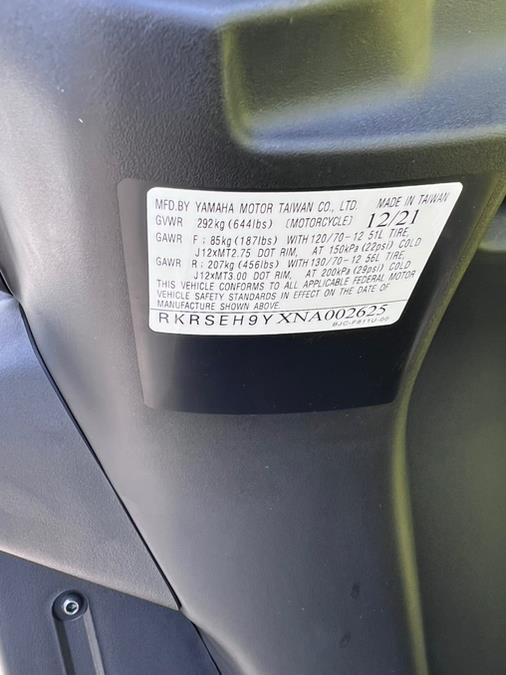 MFD.BY YAMAHA MOTOR TAIWAN CO., LTD. MADE IN TAIWAN
GVWR 292kg (644lbs) (MOTORCYCLE) 12/21
GAWR F : 85kg (187lbs) WITH 120/70-12 51L TIRE,
J12xMT2.75 DOT RIM, AT 150kPa (22psi) COLD
GAWR R : 207kg (456lbs) WITH 130/70-12 56L TIRE,
J12xMT3.00 DOT RIM, AT 200kPa (29psi) COLD
THIS VEHICLE CONFORMS TO ALL APPLICABLE FEDERAL MOTOR
VEHICLE SAFETY STANDARDS IN EFFECT ON THE DATE OF
MANUFACTURE SHOWN ABOVE.
RKRSEH9YXNA002625
BJC-F811U-00